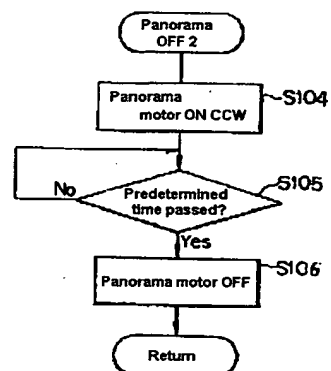 Panorama
OFF 2
Panorama
motor ON CCW
S104
Predetermined
time passed?
S105
No
Yes
Panorama motor OFF
S106
Return